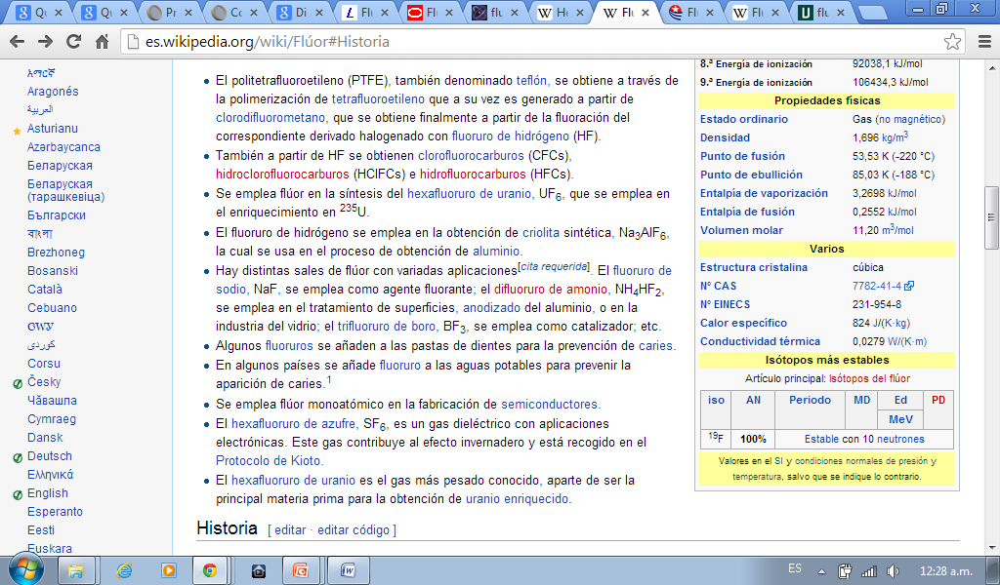 Qu
Qu
Pr
Co
Di
Flu
Flu
flu
He
Flú
Flú
Flu
flu
es.wikipedia.org/wiki/Flúor#Historia
አማርኛ
Aragonés
العربية
Asturianu
Azərbaycanca
Беларуская
Беларуская
(тарашкевіца)
Български
বাংলা
Brezhoneg
Bosanski
Català
Cebuano
ᏣᎳᎩ
کوردی
Corsu
Česky
Чӑвашла
Cymraeg
Dansk
Deutsch
Ελληνικά
English
Esperanto
Eesti
Euskara
El politetrafluoroetileno (PTFE), también denominado teflón, se obtiene a través de
la polimerización de tetrafluoroetileno que a su vez es generado a partir de
clorodifluorometano, que se obtiene finalmente a partir de la fluoración del
correspondiente derivado halogenado con fluoruro de hidrógeno (HF).
También a partir de HF se obtienen clorofluorocarburos (CFCs),
hidroclorofluorocarburos (HClFCs) e hidrofluorocarburos (HFCs).
Se emplea flúor en la síntesis del hexafluoruro de uranio, UF6, que se emplea en
el enriquecimiento en 235U.
El fluoruro de hidrógeno se emplea en la obtención de criolita sintética, Na3AlF6,
la cual se usa en el proceso de obtención de aluminio.
Hay distintas sales de flúor con variadas aplicaciones[cita requerida]. El fluoruro de
sodio, NaF, se emplea como agente fluorante; el difluoruro de amonio, NH4HF2,
se emplea en el tratamiento de superficies, anodizado del aluminio, o en la
industria del vidrio; el trifluoruro de boro, BF3, se emplea como catalizador; etc.
Algunos fluoruros se añaden a las pastas de dientes para la prevención de caries.
En algunos países se añade fluoruro a las aguas potables para prevenir la
aparición de caries.1
Se emplea flúor monoatómico en la fabricación de semiconductores.
El hexafluoruro de azufre, SF6, es un gas dieléctrico con aplicaciones
electrónicas. Este gas contribuye al efecto invernadero y está recogido en el
Protocolo de Kioto.
El hexafluoruro de uranio es el gas más pesado conocido, aparte de ser la
principal materia prima para la obtención de uranio enriquecido.
Historia [ editar · editar código ]
8.ª Energía de ionización 92038,1 kJ/mol
9.ª Energía de ionización 106434,3 kJ/mol
Propiedades físicas
Estado ordinario Gas (no magnético)
Densidad 1,696 kg/m3
Punto de fusión 53,53 K (-220 °C)
Punto de ebullición 85,03 K (-188 °C)
Entalpía de vaporización 3,2698 kJ/mol
Entalpía de fusión 0,2552 kJ/mol
Volumen molar 11,20 m3/mol
Varios
Estructura cristalina cúbica
Nº CAS 7782-41-4
Nº EINECS 231-954-8
Calor específico 824 J/(K·kg)
Conductividad térmica 0,0279 W/(K·m)
Isótopos más estables
Artículo principal: Isótopos del flúor
iso AN Periodo MD Ed PD
MeV
19F 100% Estable con 10 neutrones
Valores en el SI y condiciones normales de presión y
temperatura, salvo que se indique lo contrario.
ES
12:28 a.m.